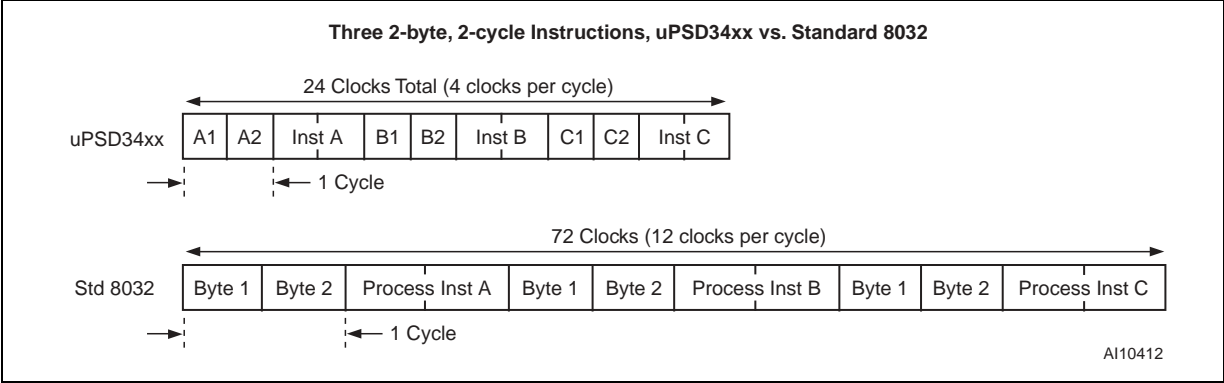 Three 2-byte, 2-cycle Instructions, uPSD34xx vs. Standard 8032
24 Clocks Total (4 clocks per cycle)
uPSD34xx A1 A2 Inst A B1 B2 Inst B C1 C2 Inst C
1 Cycle
72 Clocks (12 clocks per cycle)
Std 8032 Byte 1 Byte 2 Process Inst A Byte 1 Byte 2 Process Inst B Byte 1 Byte 2 Process Inst C
1 Cycle
AI10412